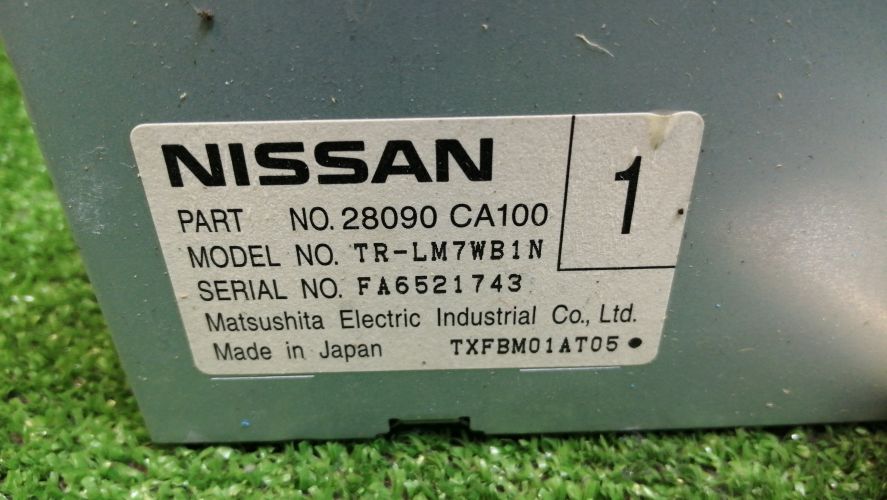 NISSAN
1
PART NO. 28090 CA100
MODEL NO. TR-LM7WB1N
SERIAL NO. FA6521743
Matsushita Electric Industrial Co., Ltd.
Made in Japan TXFBM01AT05●